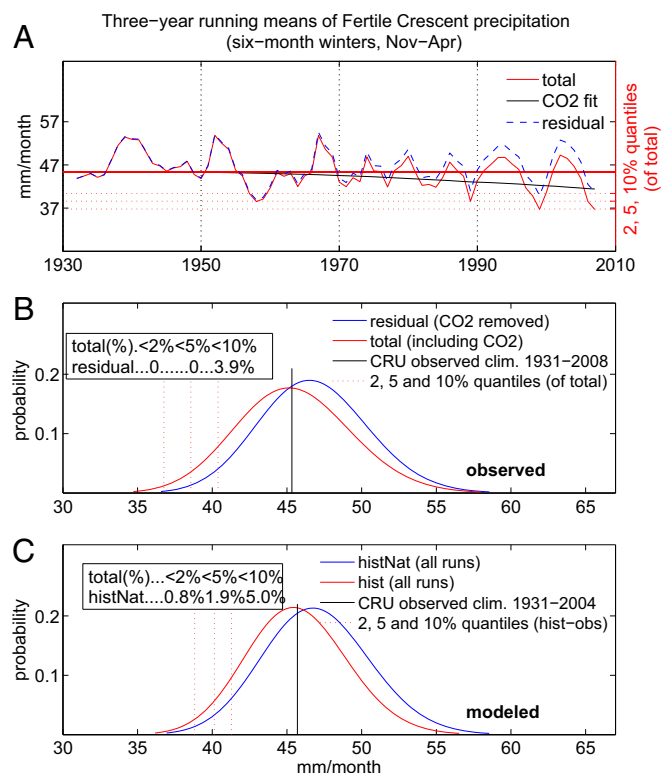 Three−year running means of Fertile Crescent precipitation
(six−month winters, Nov−Apr)
A
total
CO2 fit
residual
57
47
37
mm/month
2, 5, 10% quantiles
(of total)
1930 1950 1970 1990 2010
B
total(%).<2%<5%<10%
residual...0......0...3.9%
residual (CO2 removed)
total (including CO2)
CRU observed clim. 1931−2008
2, 5 and 10% quantiles (of total)
0.2
0.1
probability
observed
30 35 40 45 50 55 60 65
C
total(%)...<2%<5%<10%
histNat....0.8%1.9%5.0%
histNat (all runs)
hist (all runs)
CRU observed clim. 1931−2004
2, 5 and 10% quantiles (hist−obs)
0.2
0.1
probability
modeled
30 35 40 45 50 55 60 65
mm/month